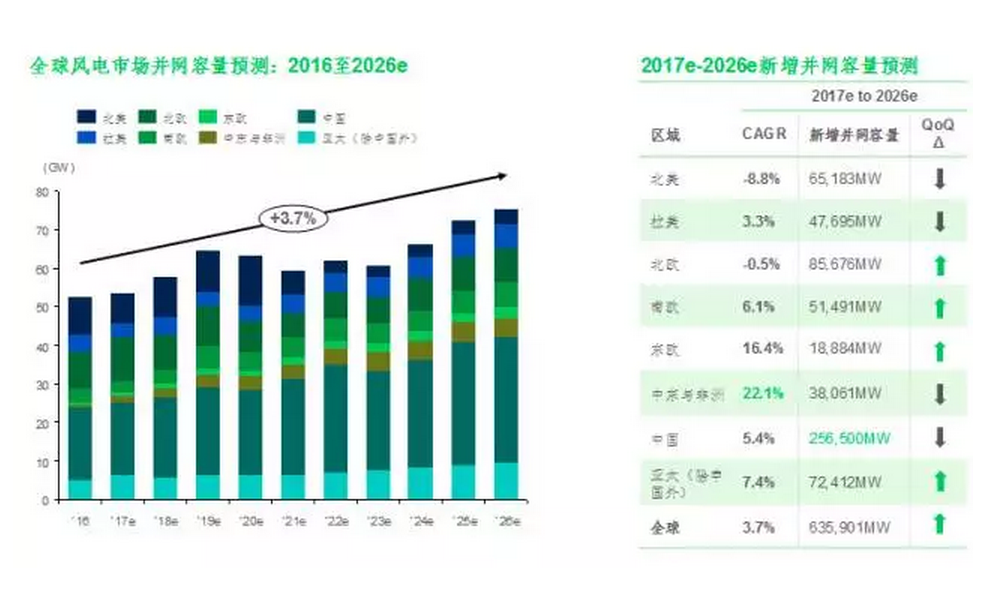 全球风电市场并网容量预测：2016至2026e
北美 北欧 东欧 中国
拉美 南欧 中东与非洲 亚太（除中国外）
(GW)
80
70
60
50
40
30
20
10
0
+3.7%
'16 '17e '18e '19e '20e '21e '22e '23e '24e '25e '26e
2017e-2026e新增并网容量预测
2017e to 2026e
区域 CAGR 新增并网容量 QoQ Δ
北美 -8.8% 65,183MW
拉美 3.3% 47,695MW
北欧 -0.5% 85,676MW
南欧 6.1% 51,491MW
东欧 16.4% 18,884MW
中东与非洲 22.1% 38,061MW
中国 5.4% 256,500MW
亚太（除中国外） 7.4% 72,412MW
全球 3.7% 635,901MW